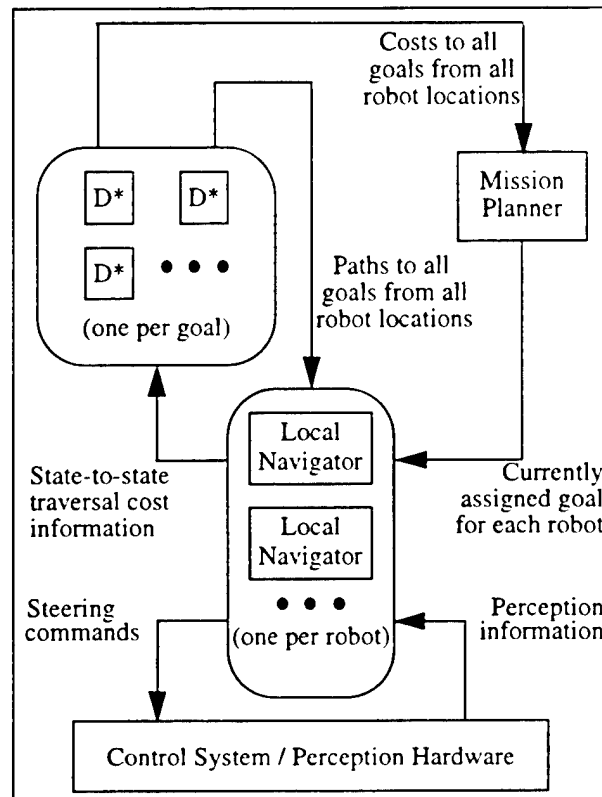 Costs to all
goals from all
robot locations
Mission
Planner
D*
D*
D*
• • •
(one per goal)
Paths to all
goals from all
robot locations
Local
Navigator
State-to-state
traversal cost
information
Currently
assigned goal
for each robot
Local
Navigator
• • •
(one per robot)
Steering
commands
Perception
information
Control System / Perception Hardware